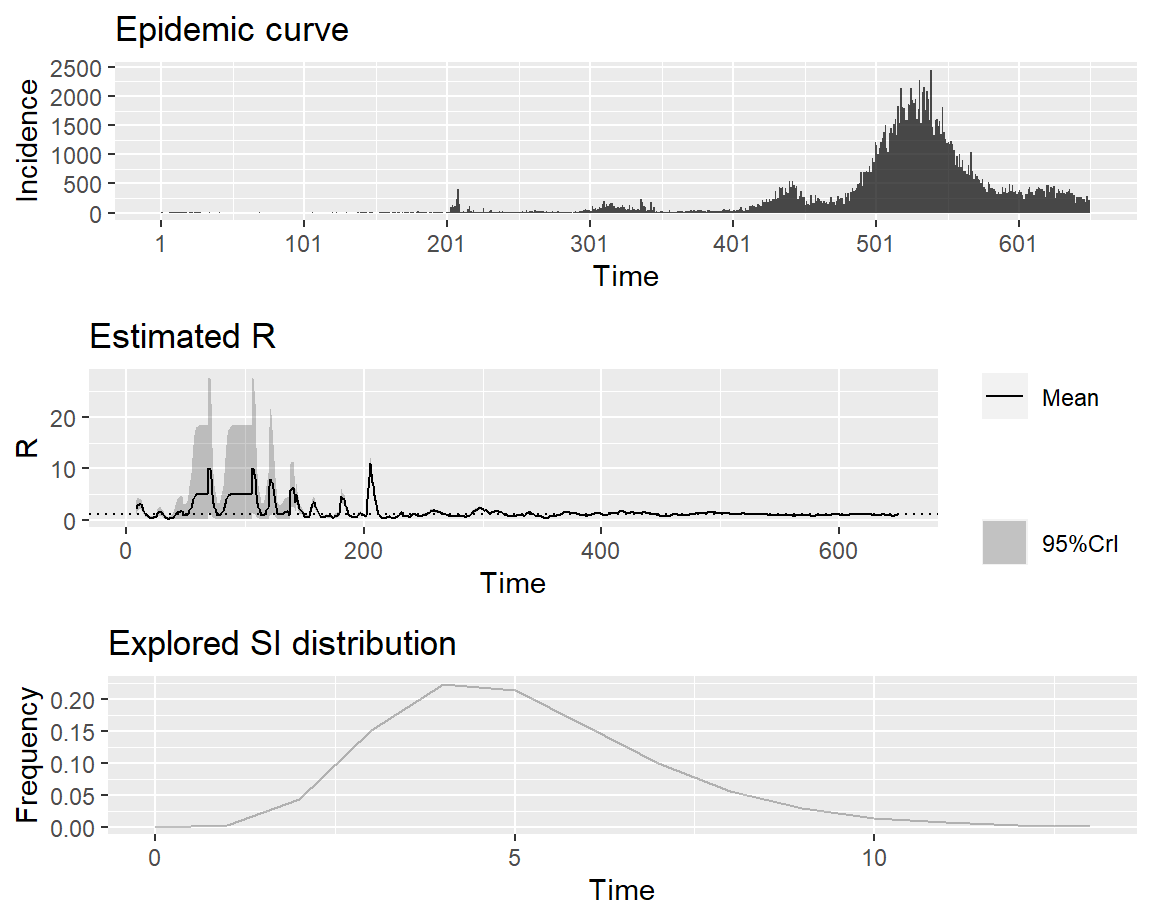 Epidemic curve
Incidence
2500
2000
1500
1000
500
0
1 101 201 301 401 501 601
Time
Estimated R
R
20
10
0
0 200 400 600
Time
Mean
95%CrI
Explored SI distribution
Frequency
0.20
0.15
0.10
0.05
0.00
0 5 10
Time